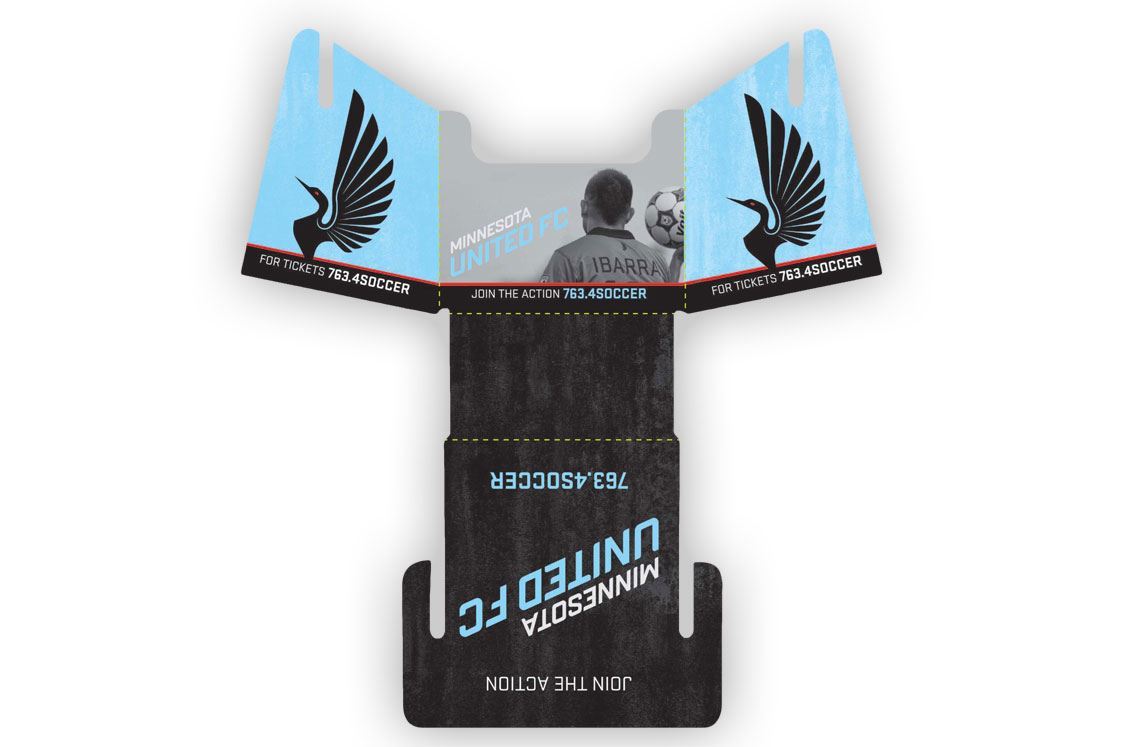 FOR TICKETS 763.4SOCCER
MINNESOTA
UNITED FC
IBARRA
JOIN THE ACTION 763.4SOCCER
FOR TICKETS 763.4SOCCER
JOIN THE ACTION
MINNESOTA
UNITED FC
763.4SOCCER